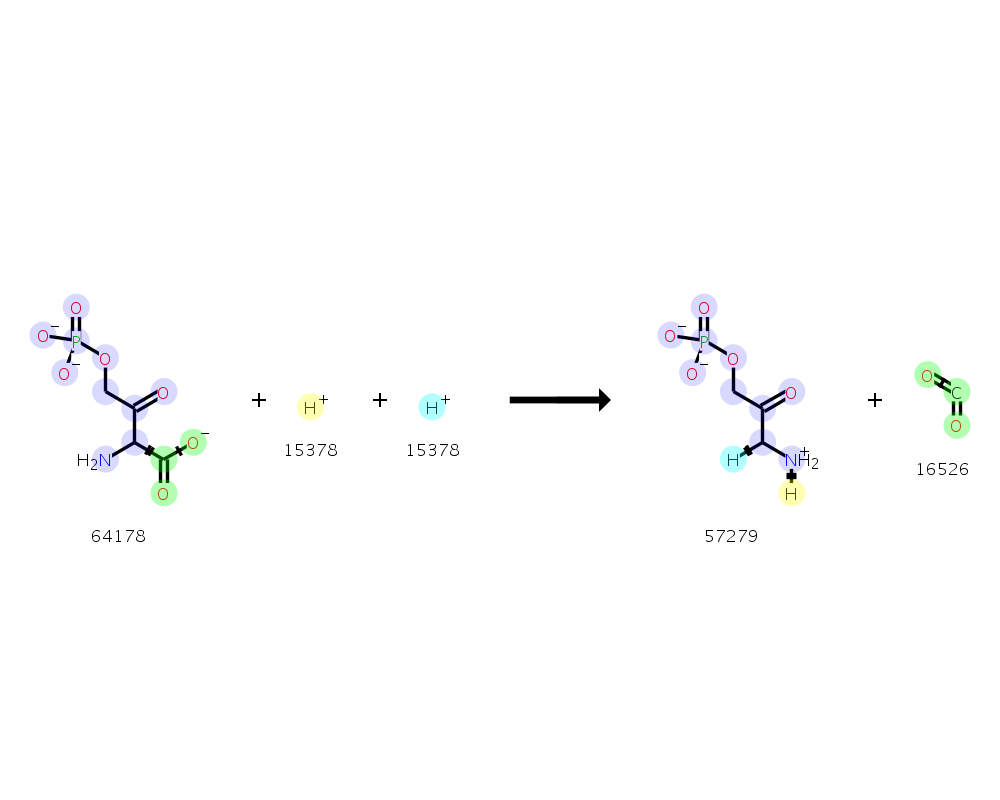 O O
O− P O− P
O O
O− O−
O O C
O O
O− O
H+ H+
H2N H NH2+
15378 15378
16526
O H
64178 57279